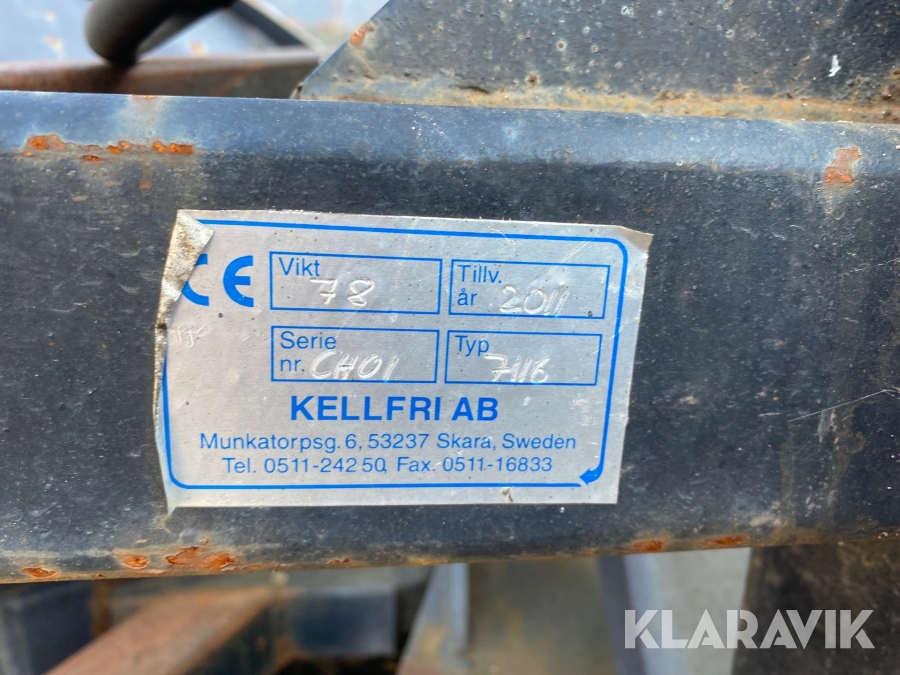 CE
Vikt 78
Tillv. år 2011
Serie nr. CH01
Typ 7116
KELLFRI AB
Munkatorpsg. 6, 53237 Skara, Sweden
Tel. 0511-242 50, Fax. 0511-16833
KLARAVIK